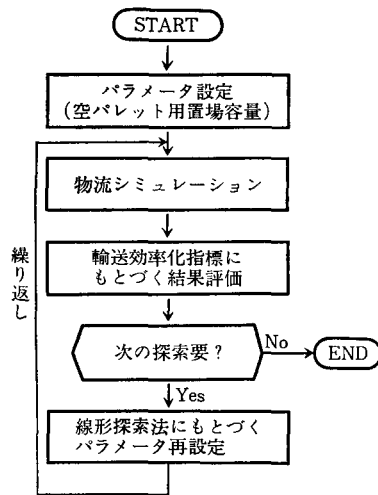 START
パラメータ設定
(空パレット用置場容量)
物流シミュレーション
輸送効率化指標に
もとづく結果評価
繰り返し
次の探索要?
No
END
Yes
線形探索法にもとづく
パラメータ再設定